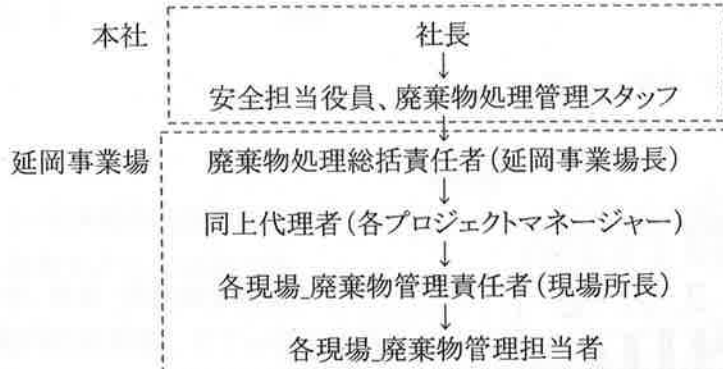 本社
社長
↓
安全担当役員、廃棄物処理管理スタッフ
↓
延岡事業場
廃棄物処理総括責任者(延岡事業場長)
↓
同上代理者(各プロジェクトマネージャー)
↓
各現場_廃棄物管理責任者(現場所長)
↓
各現場_廃棄物管理担当者